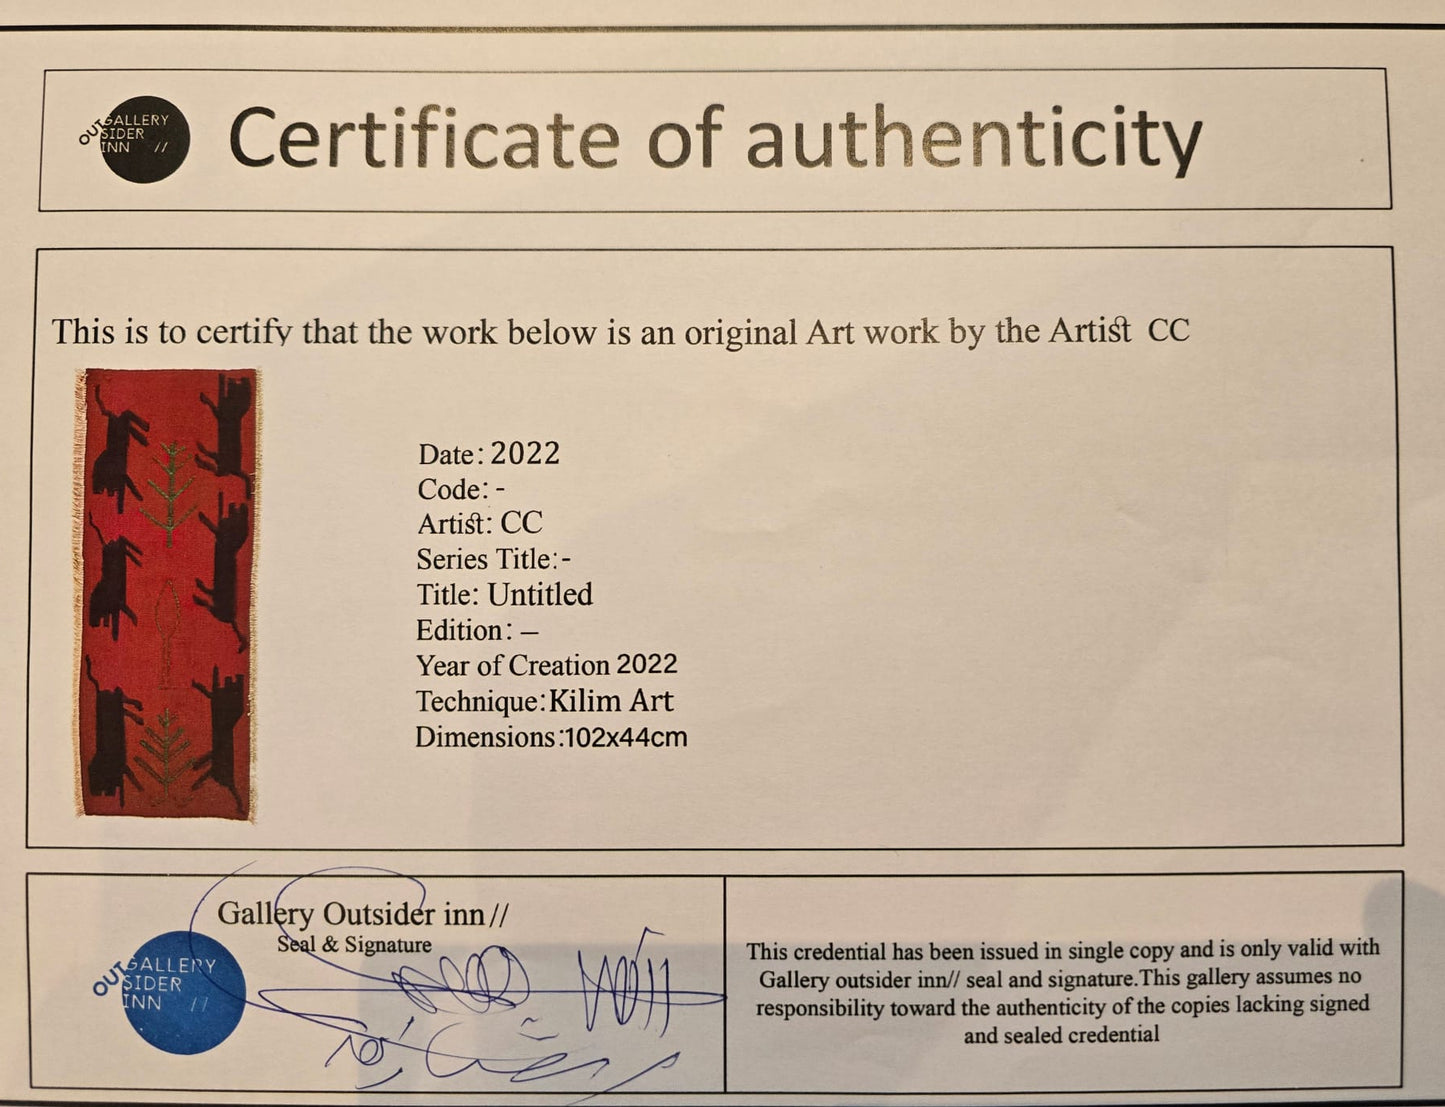 OUT GALLERY
SIDER
INN //
Certificate of authenticity
This is to certify that the work below is an original Art work by the Artist CC
Date: 2022
Code: -
Artist: CC
Series Title:-
Title: Untitled
Edition: –
Year of Creation 2022
Technique:Kilim Art
Dimensions:102x44cm
Gallery Outsider inn//
Seal & Signature
OUT GALLERY
SIDER
INN //
This credential has been issued in single copy and is only valid with
Gallery outsider inn// seal and signature.This gallery assumes no
responsibility toward the authenticity of the copies lacking signed
and sealed credential